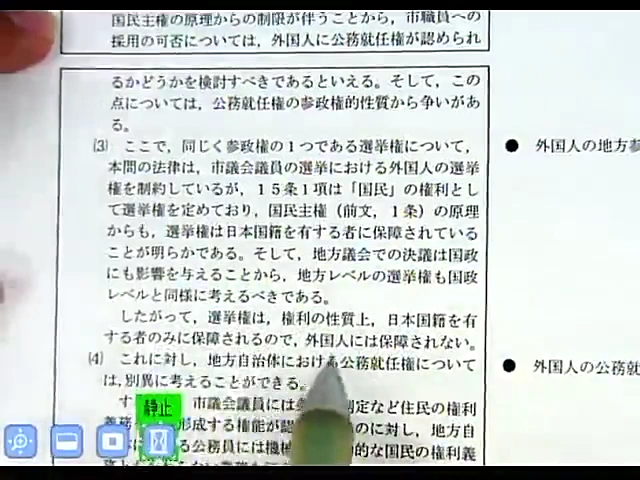 国民主権の原理からの制限が伴うことから，市職員への
採用の可否については，外国人に公務就任権が認められ
るかどうかを検討すべきであるといえる。そして，この
点については，公務就任権の参政権的性質から争いがあ
る。
⑶　ここで，同じく参政権の１つである選挙権について，
本問の法律は，市議会議員の選挙における外国人の選挙
権を制約しているが，１５条１項は「国民」の権利とし
て選挙権を定めており，国民主権（前文，１条）の原理
からも，選挙権は日本国籍を有する者に保障されている
ことが明らかである。そして，地方議会での決議は国政
にも影響を与えることから，地方レベルの選挙権も国政
レベルと同様に考えるべきである。
したがって，選挙権は，権利の性質上，日本国籍を有
する者のみに保障されるので，外国人には保障されない。
⑷　これに対し，地方自治体における公務就任権について
は，別異に考えることができる。
す 市議会議員には 定など住民の権利
形成する権能が認 のに対し，地方自
る公務員には機械 的な国民の権利義
● 外国人の地方参
● 外国人の公務就
静止